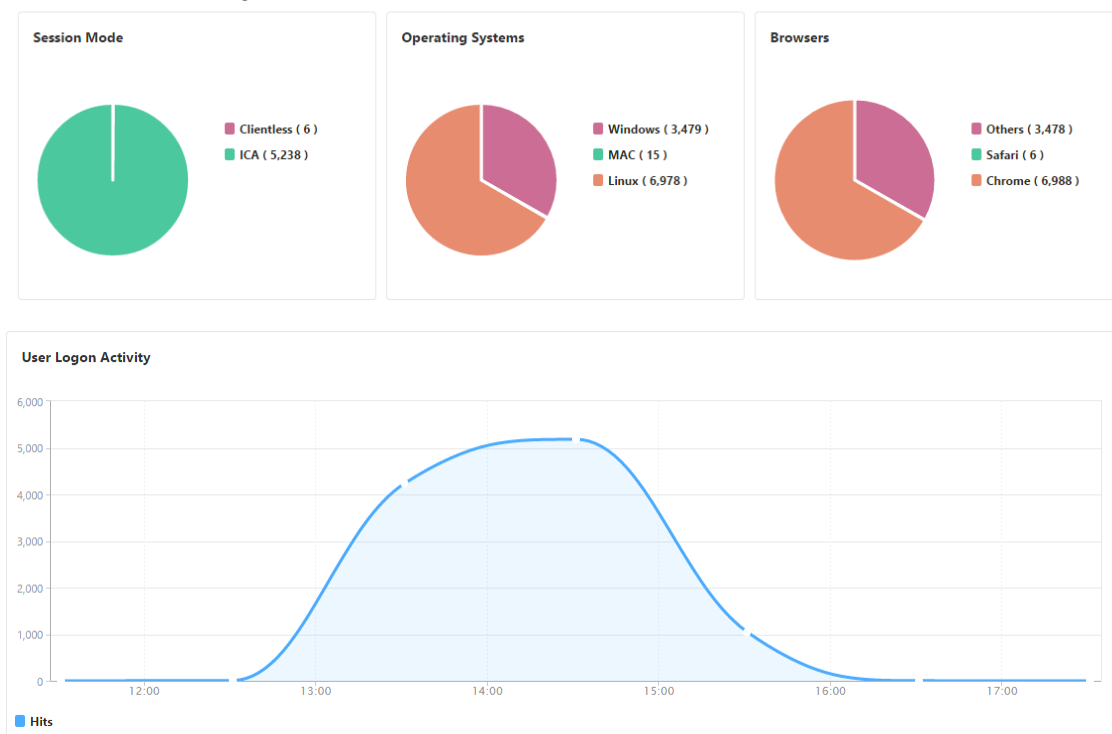 Session Mode
Clientless ( 6 )
ICA ( 5,238 )
Operating Systems
Windows ( 3,479 )
MAC ( 15 )
Linux ( 6,978 )
Browsers
Others ( 3,478 )
Safari ( 6 )
Chrome ( 6,988 )
User Logon Activity
6,000
5,000
4,000
3,000
2,000
1,000
0
12:00 13:00 14:00 15:00 16:00 17:00
Hits